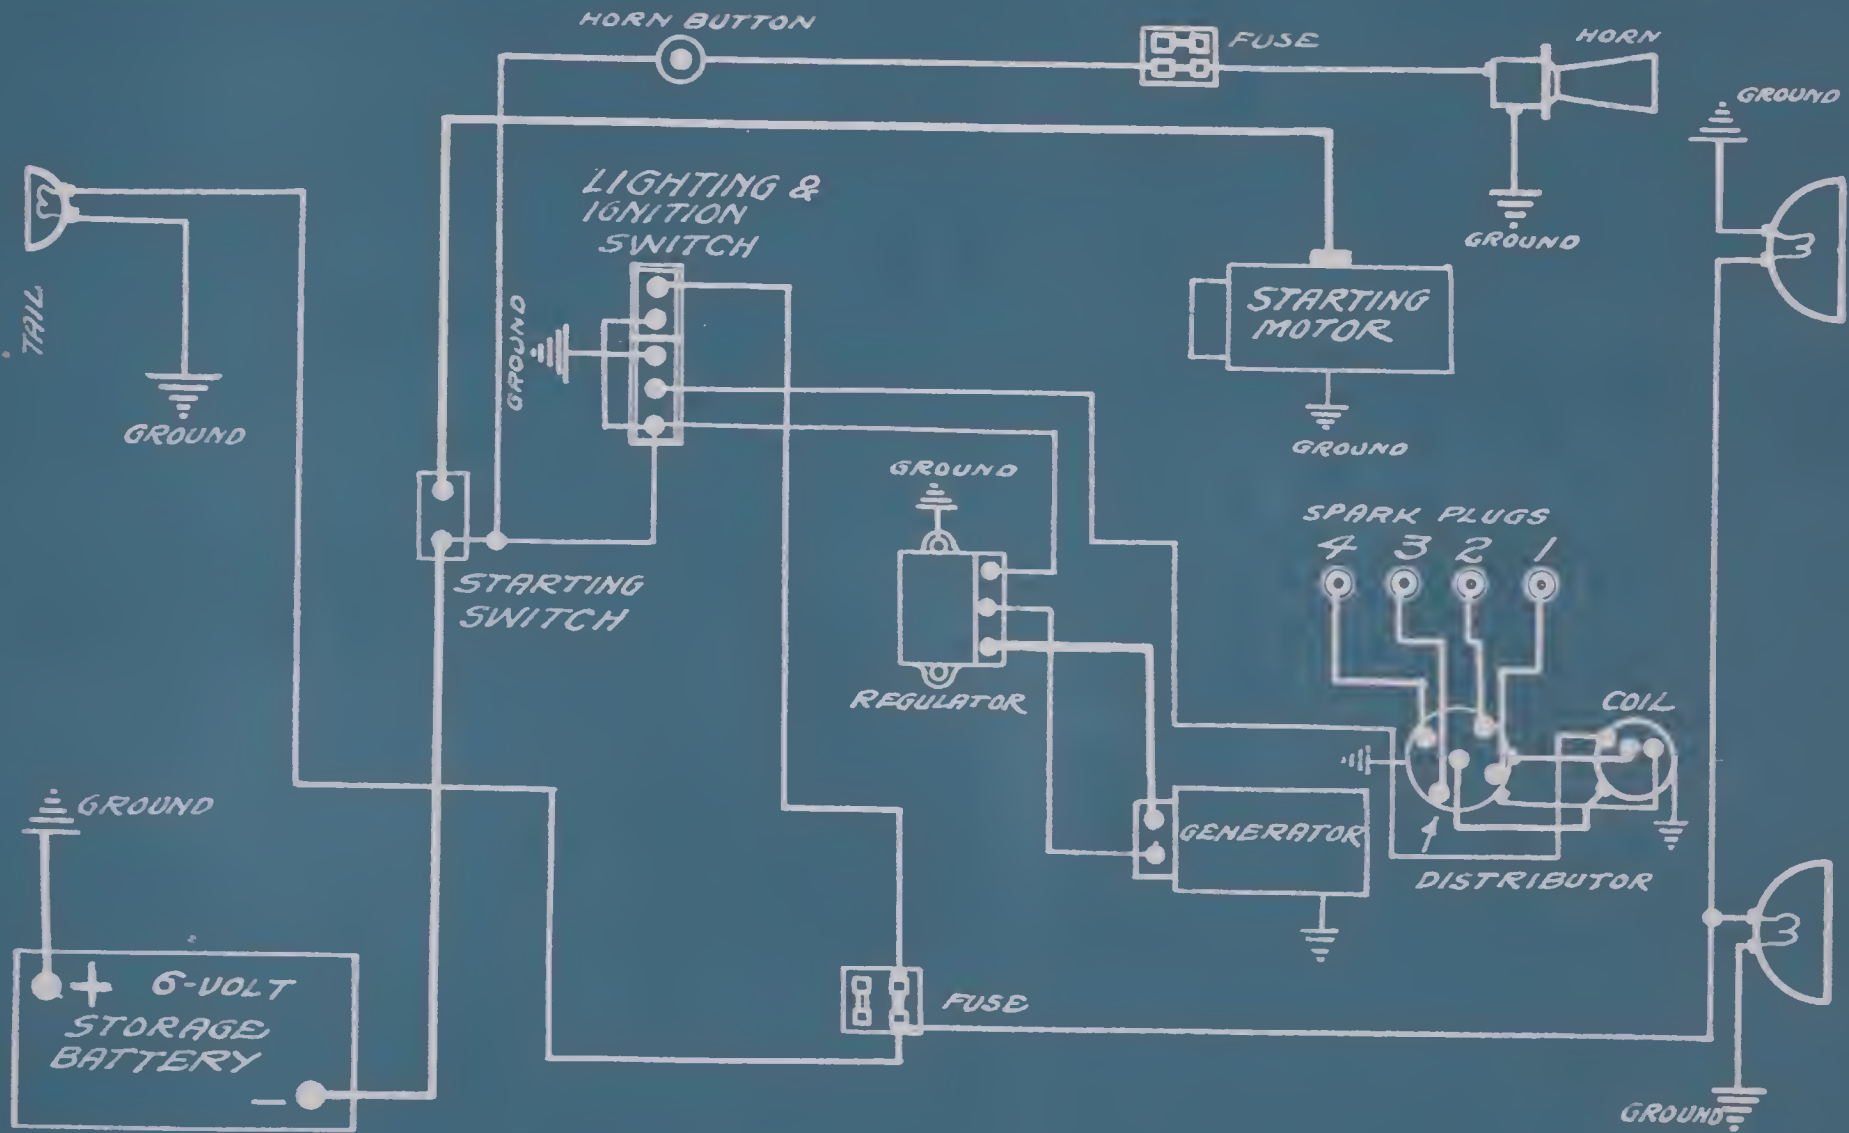 HORN BUTTON
FUSE
HORN
GROUND
LIGHTING &
IGNITION
SWITCH
GROUND
TAIL
GROUND
STARTING
MOTOR
GROUND
GROUND
GROUND
GROUND
SPARK PLUGS
4 3 2 1
STARTING
SWITCH
REGULATOR
COIL
GROUND
GENERATOR
DISTRIBUTOR
+ 6-VOLT
STORAGE
BATTERY
–
FUSE
GROUND